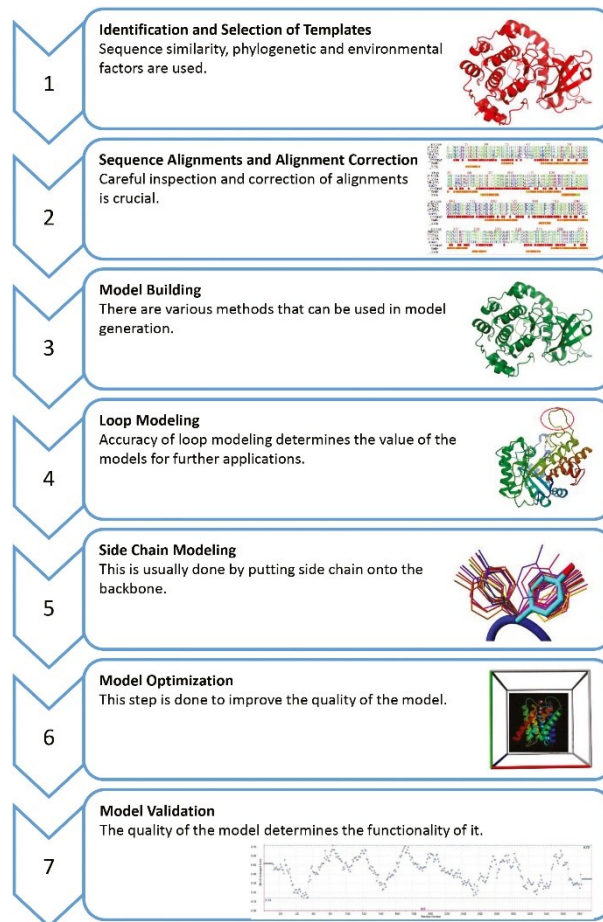 Identification and Selection of Templates
Sequence similarity, phylogenetic and environmental
factors are used.
1
Sequence Alignments and Alignment Correction
Careful inspection and correction of alignments
is crucial.
2
Model Building
There are various methods that can be used in model
generation.
3
Loop Modeling
Accuracy of loop modeling determines the value of the
models for further applications.
4
Side Chain Modeling
This is usually done by putting side chain onto the
backbone.
5
Model Optimization
This step is done to improve the quality of the model.
6
Model Validation
The quality of the model determines the functionality of it.
7